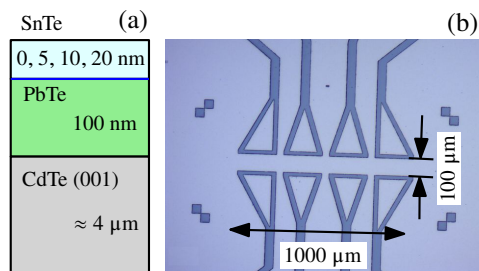 SnTe
(a)
0, 5, 10, 20 nm
PbTe
100 nm
CdTe (001)
≈ 4 µm
(b)
100 µm
1000 µm